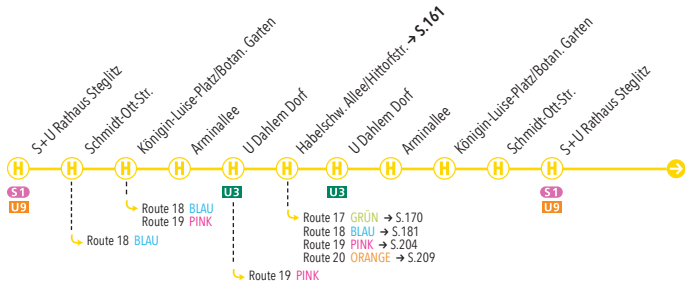 S+U Rathaus Steglitz
Schmidt-Ott-Str.
Königin-Luise-Platz/Botan. Garten
Arminallee
U Dahlem Dorf
Habelschw. Allee/Hittorfstr. → S.161
U Dahlem Dorf
Arminallee
Königin-Luise-Platz/Botan. Garten
Schmidt-Ott-Str.
S+U Rathaus Steglitz
H H H H H H H H H H H
S1 U3 U3 S1
U9 U9
Route 18 BLAU
Route 19 PINK
Route 18 BLAU
Route 17 GRÜN → S.170
Route 18 BLAU → S.181
Route 19 PINK → S.204
Route 20 ORANGE → S.209
Route 19 PINK